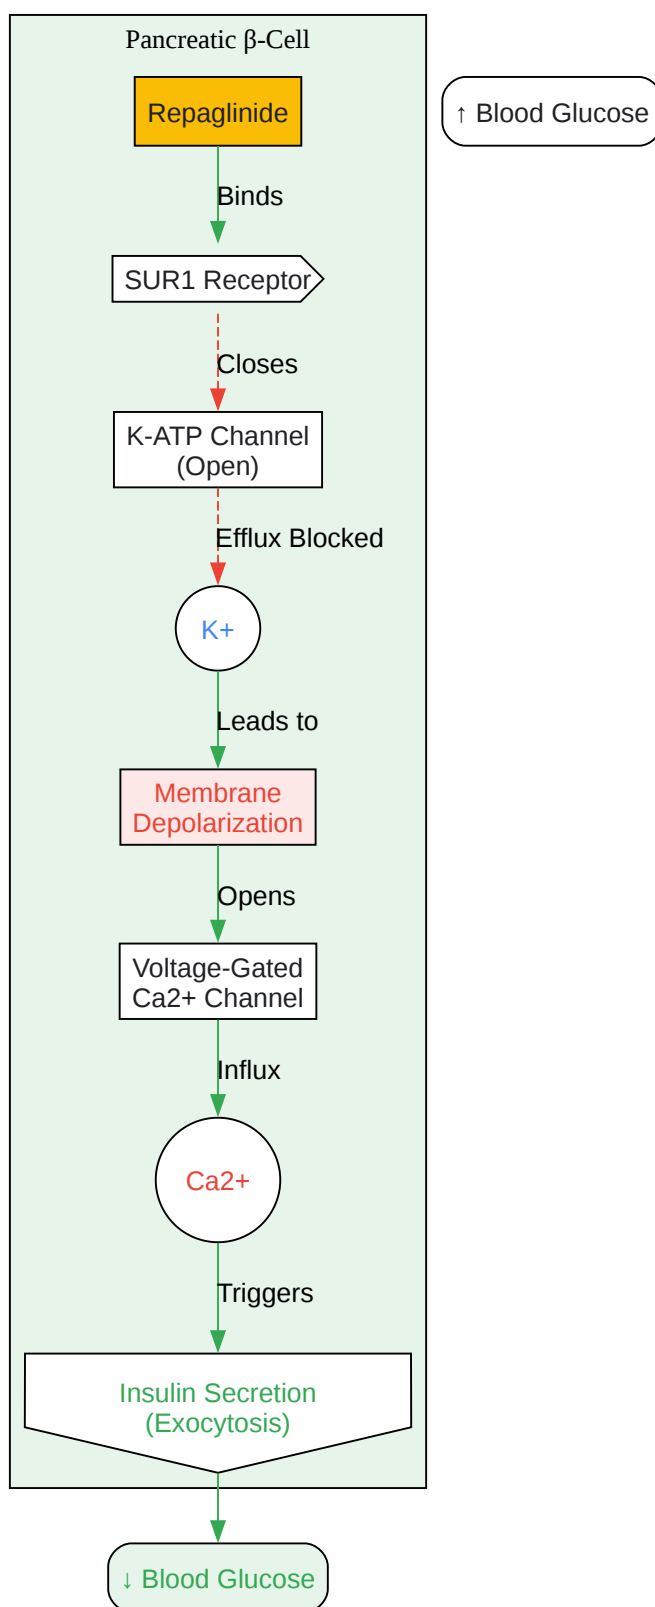 Pancreatic β-Cell
Repaglinide
↑ Blood Glucose
Binds
SUR1 Receptor
Closes
K-ATP Channel
(Open)
Efflux Blocked
K+
Leads to
Membrane
Depolarization
Opens
Voltage-Gated
Ca2+ Channel
Influx
Ca2+
Triggers
Insulin Secretion
(Exocytosis)
↓ Blood Glucose